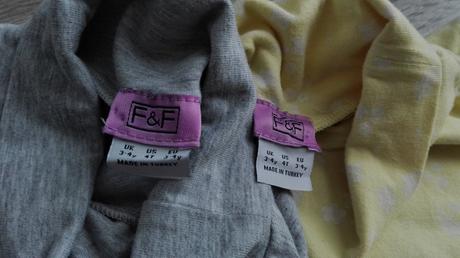 F&F
UK US EU
3-4y 4T 3-4y
MADE IN TURKEY
F&F
UK US EU
3-4y 4T 3-4y
MADE IN TURKEY